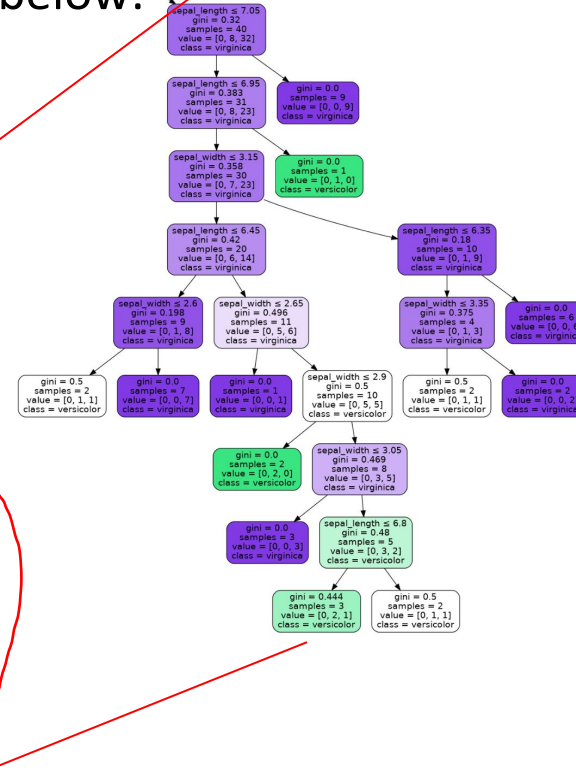 below:
sepal_length ≤ 7.05
gini = 0.32
samples = 40
value = [0, 8, 32]
class = virginica
sepal_length ≤ 6.95
gini = 0.383
samples = 31
value = [0, 8, 23]
class = virginica
gini = 0.0
samples = 9
value = [0, 0, 9]
class = virginica
sepal_width ≤ 3.15
gini = 0.358
samples = 30
value = [0, 7, 23]
class = virginica
gini = 0.0
samples = 1
value = [0, 1, 0]
class = versicolor
sepal_length ≤ 6.45
gini = 0.42
samples = 20
value = [0, 6, 14]
class = virginica
sepal_length ≤ 6.35
gini = 0.18
samples = 10
value = [0, 1, 9]
class = virginica
sepal_width ≤ 2.6
gini = 0.198
samples = 9
value = [0, 1, 8]
class = virginica
sepal_width ≤ 2.65
gini = 0.496
samples = 11
value = [0, 5, 6]
class = virginica
sepal_width ≤ 3.35
gini = 0.375
samples = 4
value = [0, 1, 3]
class = virginica
gini = 0.0
samples = 6
value = [0, 0, 6
class = virginic
gini = 0.5
samples = 2
value = [0, 1, 1]
class = versicolor
gini = 0.0
samples = 7
value = [0, 0, 7]
class = virginica
gini = 0.0
samples = 1
value = [0, 0, 1]
class = virginica
sepal_width ≤ 2.9
gini = 0.5
samples = 10
value = [0, 5, 5]
class = versicolor
gini = 0.5
samples = 2
value = [0, 1, 1]
class = versicolor
gini = 0.0
samples = 2
value = [0, 0, 2
class = virginica
gini = 0.0
samples = 2
value = [0, 2, 0]
class = versicolor
sepal_width ≤ 3.05
gini = 0.469
samples = 8
value = [0, 3, 5]
class = virginica
gini = 0.0
samples = 3
value = [0, 0, 3]
class = virginica
sepal_length ≤ 6.8
gini = 0.48
samples = 5
value = [0, 3, 2]
class = versicolor
gini = 0.444
samples = 3
value = [0, 2, 1]
class = versicolor
gini = 0.5
samples = 2
value = [0, 1, 1]
class = versicolor